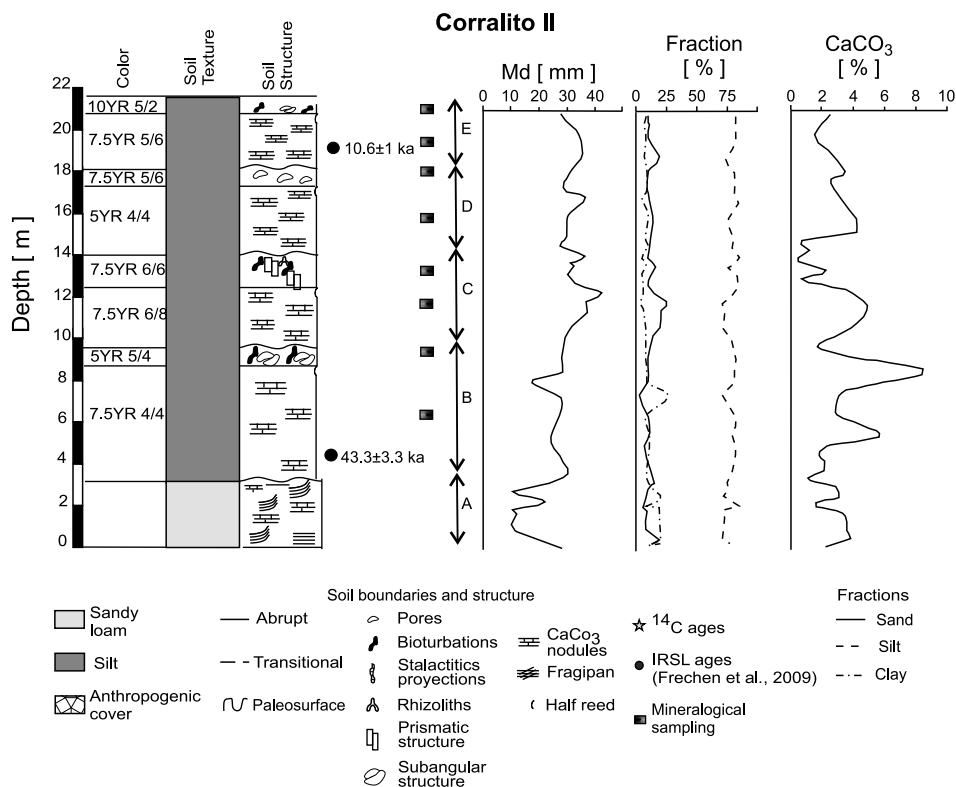 Corralito II
Color
Soil
Texture
Soil
Structure
Md [ mm ]
Fraction
[ % ]
CaCO3
[ % ]
0 20 40
0 25 50 75
0 2 4 6 8 10
Depth [ m ]
22
20
18
16
14
12
10
8
6
4
2
0
10YR 5/2
7.5YR 5/6
7.5YR 5/6
5YR 4/4
7.5YR 6/6
7.5YR 6/8
5YR 5/4
7.5YR 4/4
10.6±1 ka
43.3±3.3 ka
E
D
C
B
A
Soil boundaries and structure
Sandy
loam
Silt
Anthropogenic
cover
Abrupt
Transitional
Paleosurface
Pores
Bioturbations
Stalactitics
proyections
Rhizoliths
Prismatic
structure
Subangular
structure
CaCo3
nodules
Fragipan
Half reed
14C ages
IRSL ages
(Frechen et al., 2009)
Mineralogical
sampling
Fractions
Sand
Silt
Clay